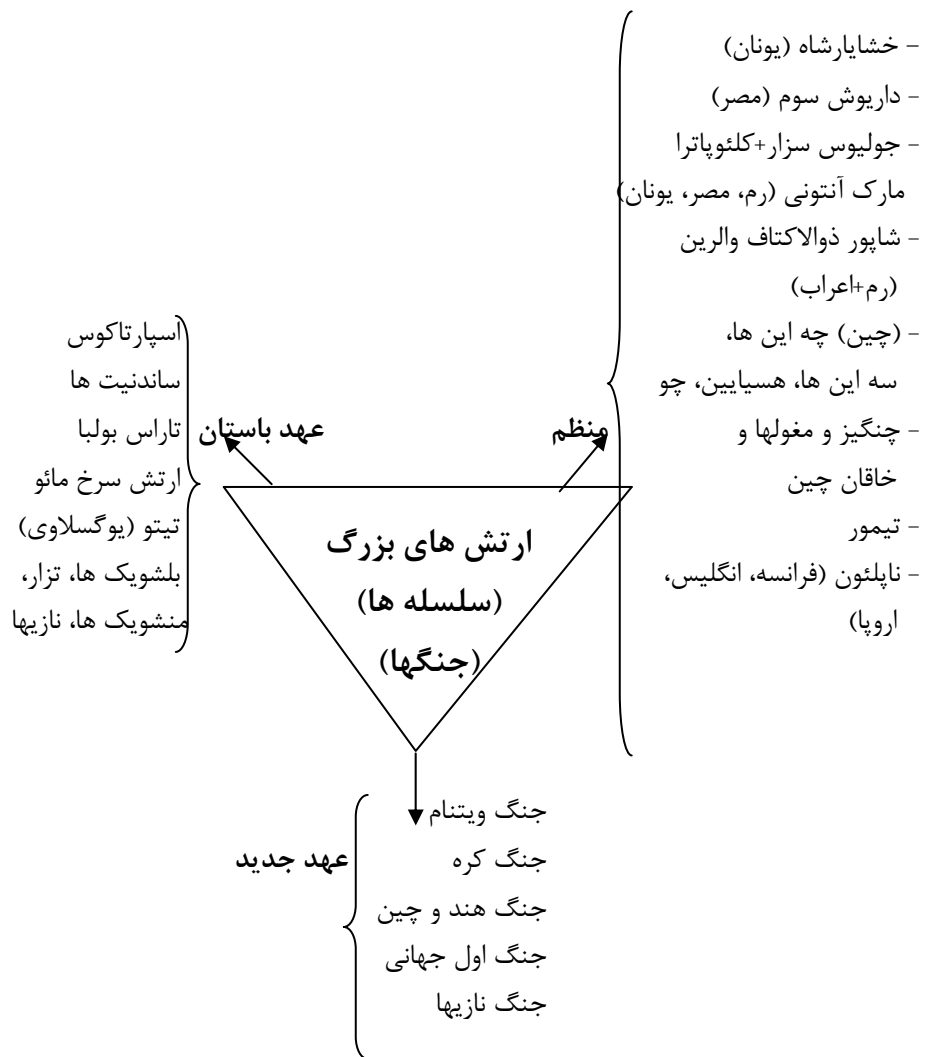 - خشایارشاه (یونان)
- داریوش سوم (مصر)
- جولیوس سزار+کلئوپاترا
مارک آنتونی (رم، مصر، یونان)
- شاپور ذوالاکتاف والرین
(رم+اعراب)
- (چین) چه این ها،
سه این ها، هسیایین، چو
- چنگیز و مغولها و
خاقان چین
- تیمور
- ناپلئون (فرانسه، انگلیس،
اروپا)
منظم
عهد باستان
اسپارتاکوس
ساندنیت ها
تاراس بولبا
ارتش سرخ مائو
تیتو (یوگسلاوی)
بلشویک ها، تزار،
منشویک ها، نازیها
ارتش های بزرگ
(سلسله ها)
(جنگها)
عهد جدید
جنگ ویتنام
جنگ کره
جنگ هند و چین
جنگ اول جهانی
جنگ نازیها